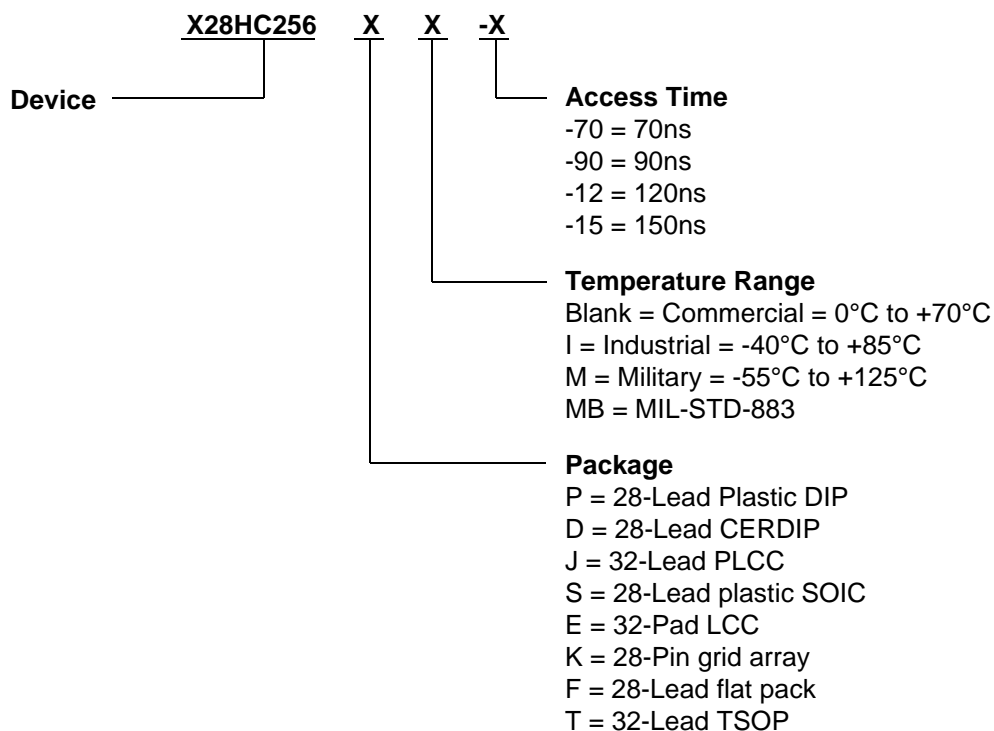 X28HC256 X X -X
Device
Access Time
-70 = 70ns
-90 = 90ns
-12 = 120ns
-15 = 150ns
Temperature Range
Blank = Commercial = 0°C to +70°C
I = Industrial = -40°C to +85°C
M = Military = -55°C to +125°C
MB = MIL-STD-883
Package
P = 28-Lead Plastic DIP
D = 28-Lead CERDIP
J = 32-Lead PLCC
S = 28-Lead plastic SOIC
E = 32-Pad LCC
K = 28-Pin grid array
F = 28-Lead flat pack
T = 32-Lead TSOP